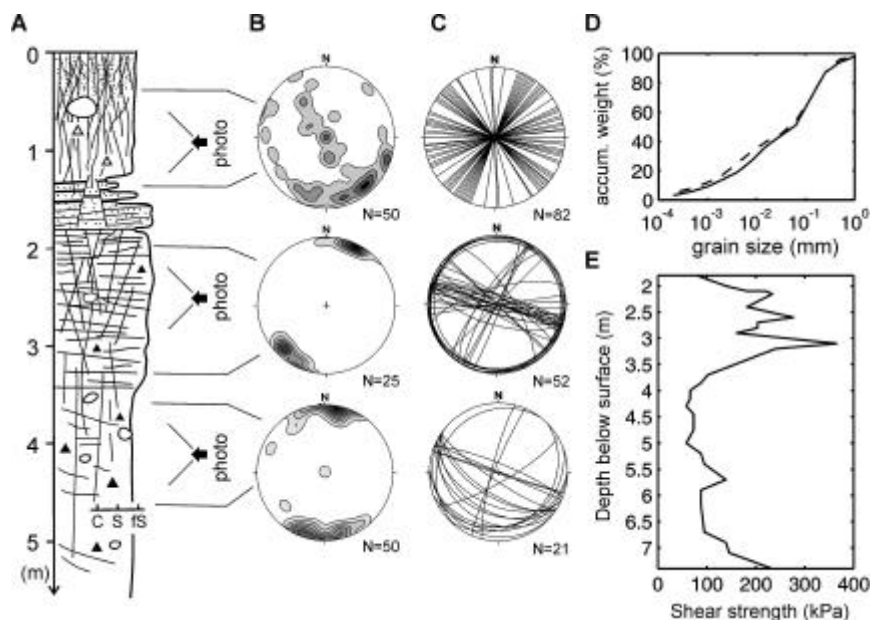 A
0
1
2
3
4
5
(m)
C S fS
photo
photo
photo
B
N
N=50
N=25
N
N=50
C
N
N=82
N
N=52
N
N=21
D
accum. weight (%)
100
80
60
40
20
0
10⁻⁴ 10⁻³ 10⁻² 10⁻¹ 10⁰
grain size (mm)
E
Depth below surface (m)
2
2.5
3
3.5
4
4.5
5
5.5
6
6.5
7
0 100 200 300 400
Shear strength (kPa)